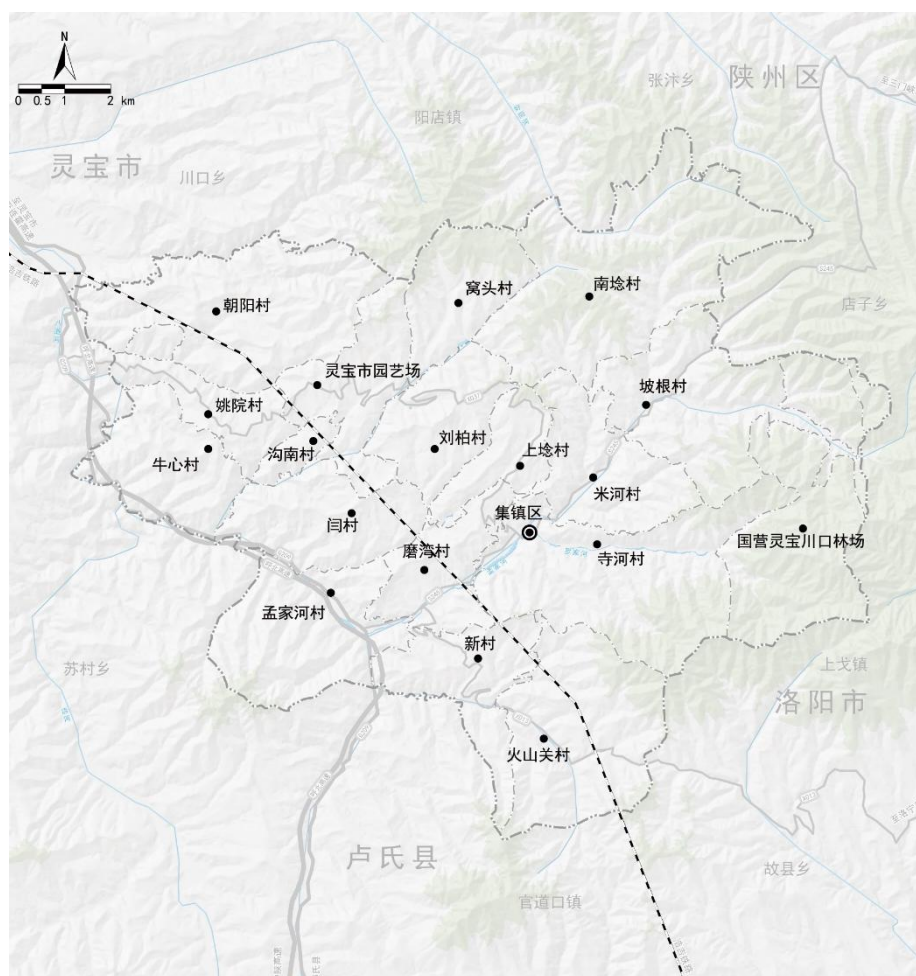 N
0 0.5 1 2 km
张汴乡
陕州区
阳店镇
灵宝市
川口乡
至灵宝市
S245
店子乡
窝头村
南埝村
朝阳村
灵宝市园艺场
坡根村
姚院村
刘柏村
上埝村
沟南村
牛心村
米河村
集镇区
闫村
国营灵宝川口林场
磨湾村
寺河村
孟家河村
新村
苏村乡
上戈镇
洛阳市
火山关村
卢氏县
故县乡
官道口镇